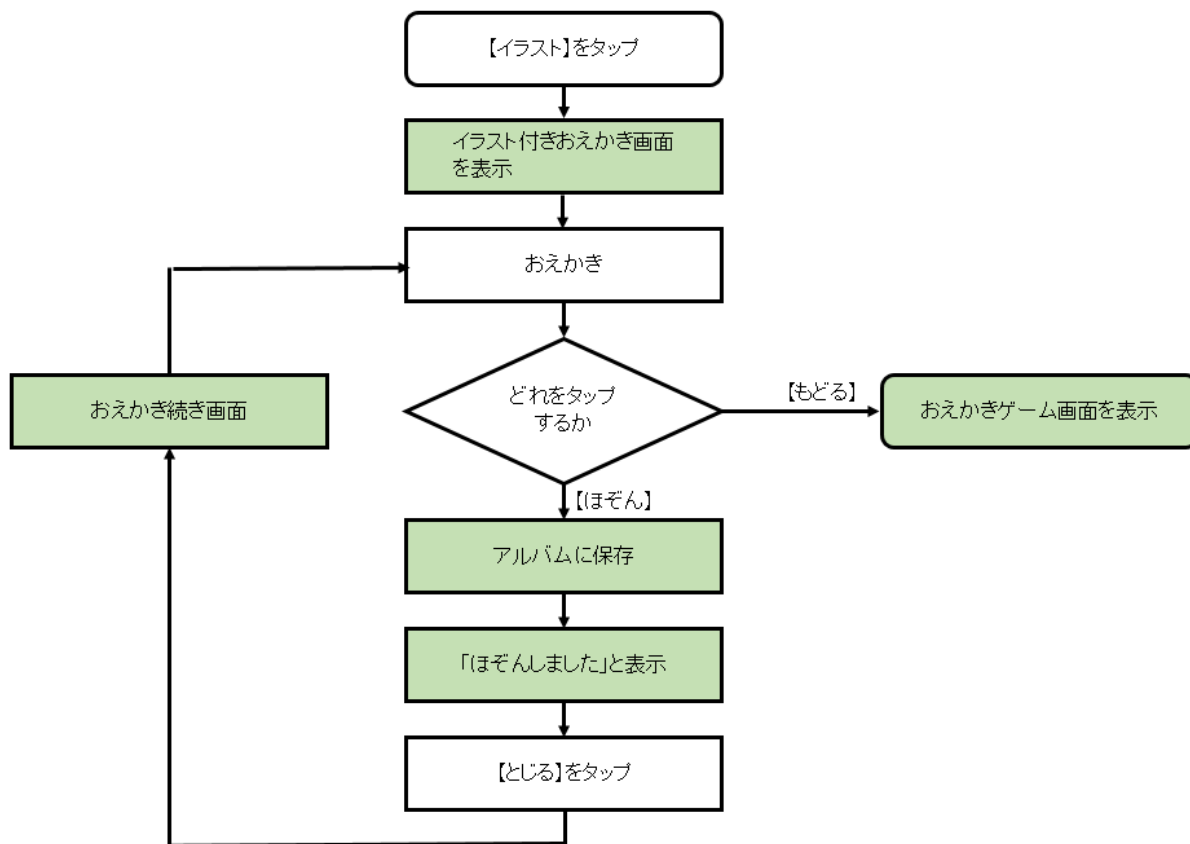 【イラスト】をタップ
イラスト付きおえかき画面
を表示
おえかき
どれをタップ
するか
【もどる】
おえかきゲーム画面を表示
おえかき続き画面
【ほぞん】
アルバムに保存
「ほぞんしました」と表示
【とじる】をタップ